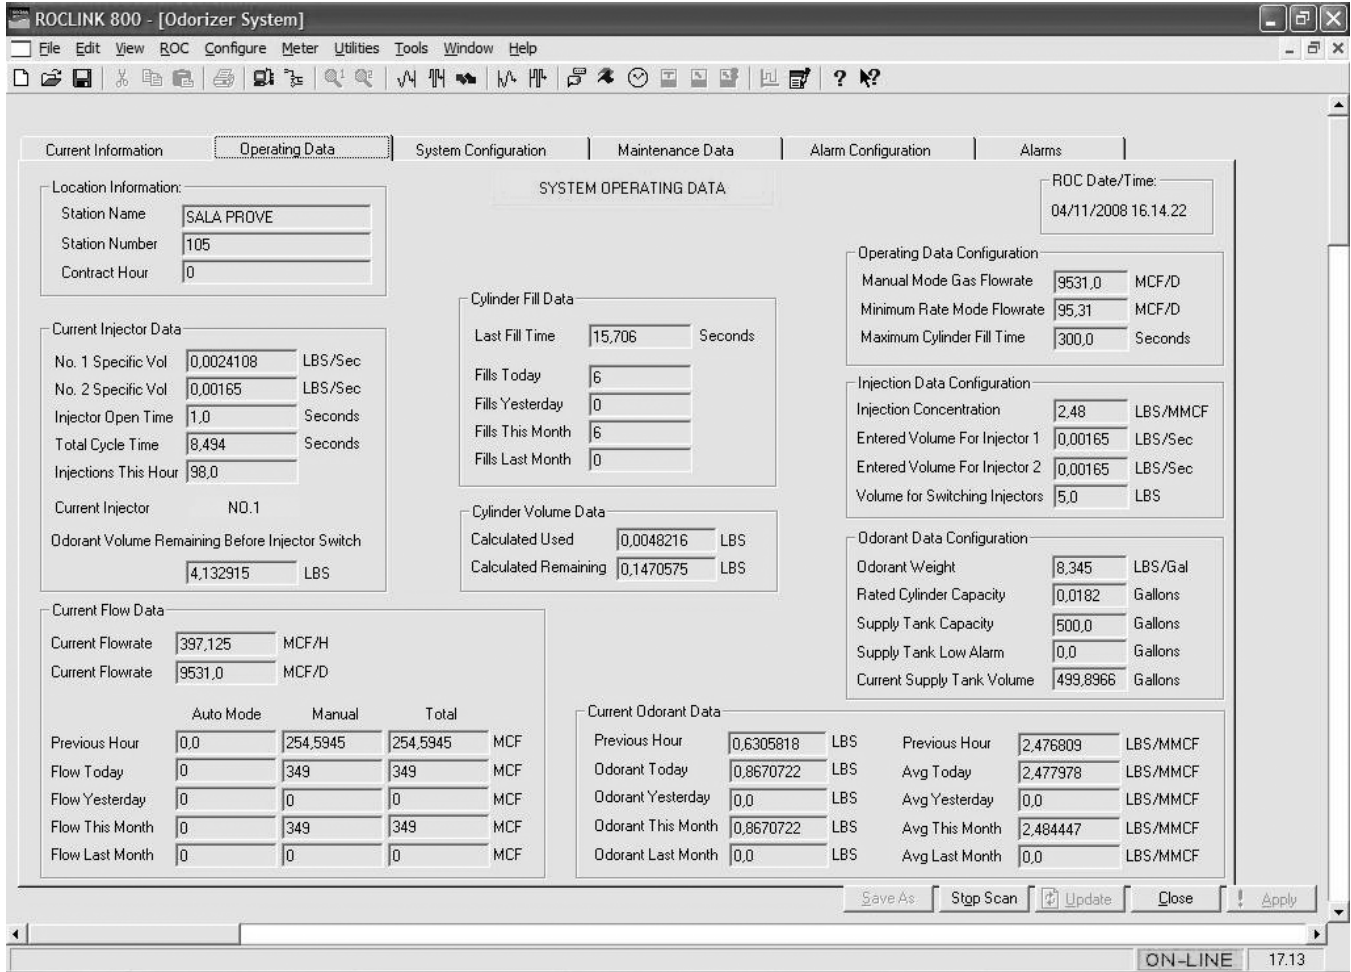 ROCLINK 800 - [Odorizer System]
File Edit View ROC Configure Meter Utilities Tools Window Help
Current Information Operating Data System Configuration Maintenance Data Alarm Configuration Alarms
SYSTEM OPERATING DATA
ROC Date/Time:
04/11/2008 16.14.22
Location Information:
Station Name SALA PROVE
Station Number 105
Contract Hour 0
Current Injector Data
No. 1 Specific Vol 0,0024108 LBS/Sec
No. 2 Specific Vol 0,00165 LBS/Sec
Injector Open Time 1,0 Seconds
Total Cycle Time 8,494 Seconds
Injections This Hour 98,0
Current Injector NO.1
Odorant Volume Remaining Before Injector Switch
4,132915 LBS
Cylinder Fill Data
Last Fill Time 15,706 Seconds
Fills Today 6
Fills Yesterday 0
Fills This Month 6
Fills Last Month 0
Cylinder Volume Data
Calculated Used 0,0048216 LBS
Calculated Remaining 0,1470575 LBS
Operating Data Configuration
Manual Mode Gas Flowrate 9531,0 MCF/D
Minimum Rate Mode Flowrate 95,31 MCF/D
Maximum Cylinder Fill Time 300,0 Seconds
Injection Data Configuration
Injection Concentration 2,48 LBS/MMCF
Entered Volume For Injector 1 0,00165 LBS/Sec
Entered Volume For Injector 2 0,00165 LBS/Sec
Volume for Switching Injectors 5,0 LBS
Odorant Data Configuration
Odorant Weight 8,345 LBS/Gal
Rated Cylinder Capacity 0,0182 Gallons
Supply Tank Capacity 500,0 Gallons
Supply Tank Low Alarm 0,0 Gallons
Current Supply Tank Volume 499,8966 Gallons
Current Flow Data
Current Flowrate 397,125 MCF/H
Current Flowrate 9531,0 MCF/D
Auto Mode Manual Total
Previous Hour 0,0 254,5945 254,5945 MCF
Flow Today 0 349 349 MCF
Flow Yesterday 0 0 0 MCF
Flow This Month 0 349 349 MCF
Flow Last Month 0 0 0 MCF
Current Odorant Data
Previous Hour 0,6305818 LBS Previous Hour 2,476809 LBS/MMCF
Odorant Today 0,8670722 LBS Avg Today 2,477978 LBS/MMCF
Odorant Yesterday 0,0 LBS Avg Yesterday 0,0 LBS/MMCF
Odorant This Month 0,8670722 LBS Avg This Month 2,484447 LBS/MMCF
Odorant Last Month 0,0 LBS Avg Last Month 0,0 LBS/MMCF
Save As Stop Scan Update Close ! Apply
ON-LINE 17.13